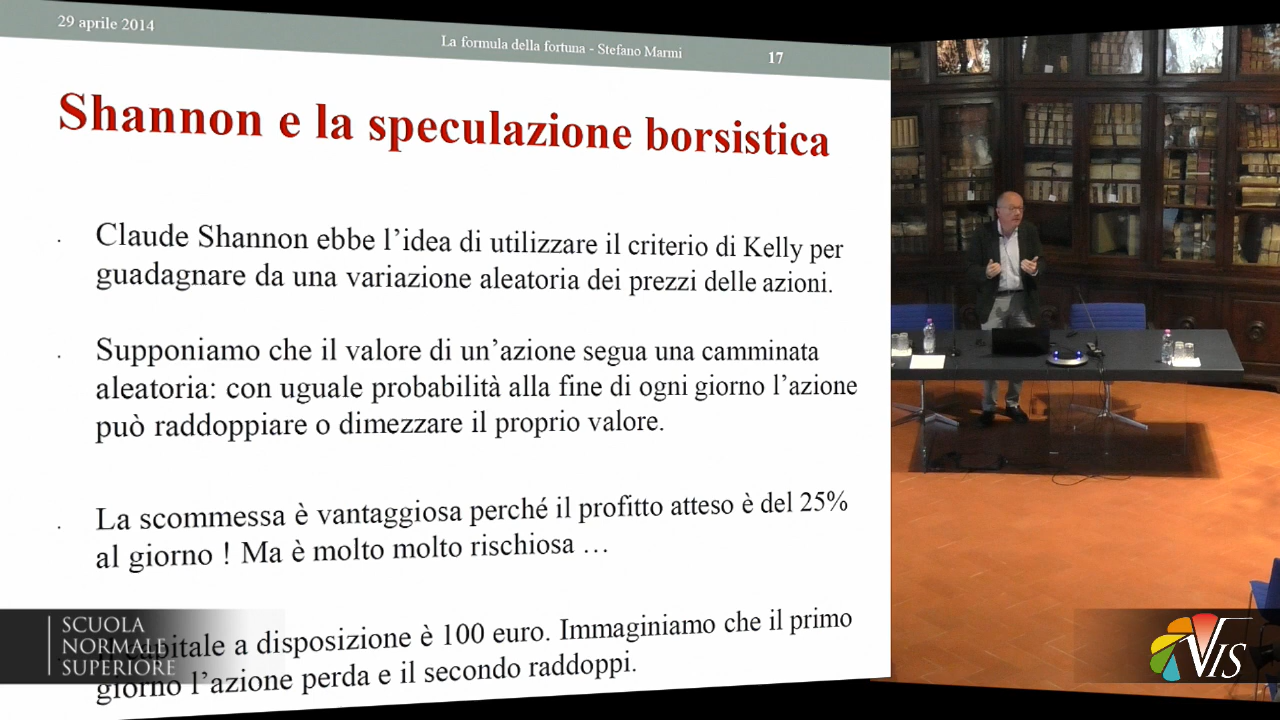 29 aprile 2014
La formula della fortuna - Stefano Marmi
17
Shannon e la speculazione borsistica
Claude Shannon ebbe l'idea di utilizzare il criterio di Kelly per
guadagnare da una variazione aleatoria dei prezzi delle azioni.
Supponiamo che il valore di un'azione segua una camminata
aleatoria: con uguale probabilità alla fine di ogni giorno l'azione
può raddoppiare o dimezzare il proprio valore.
La scommessa è vantaggiosa perché il profitto atteso è del 25%
al giorno ! Ma è molto molto rischiosa …
capitale a disposizione è 100 euro. Immaginiamo che il primo
giorno l'azione perda e il secondo raddoppi.
SCUOLA
NORMALE
SUPERIORE
VIS